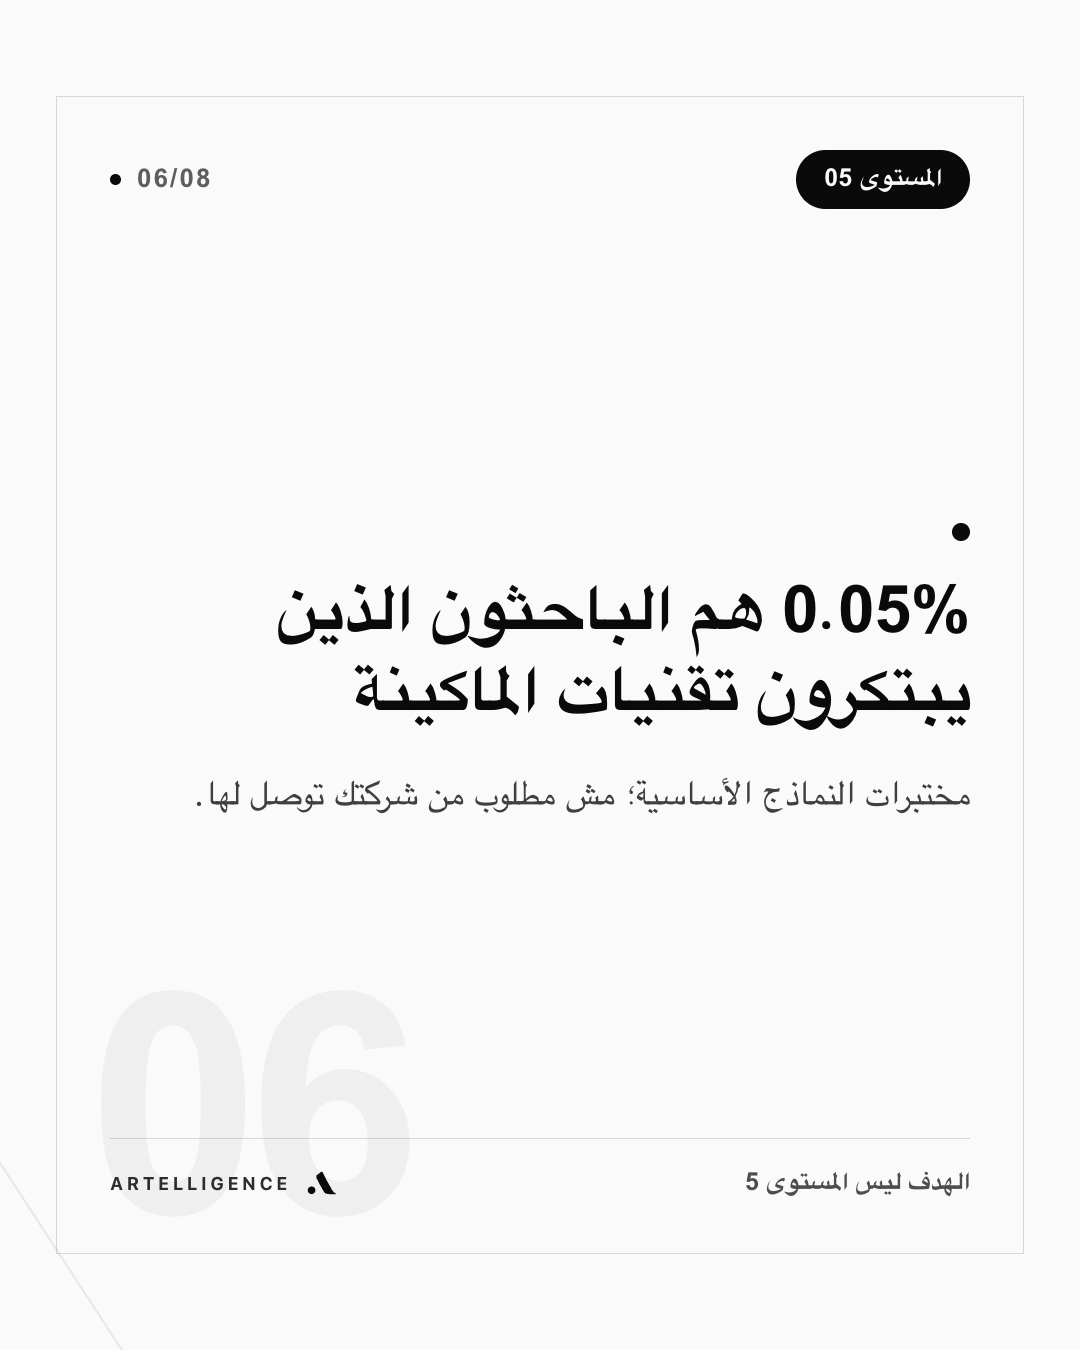 المستوى 05
06/08
0.05% هم الباحثون الذين
يبتكرون تقنيات الماكينة
مختبرات النماذج الأساسية؛ مش مطلوب من شركتك توصل لها.
06
الهدف ليس المستوى 5
ARTELLIGENCE